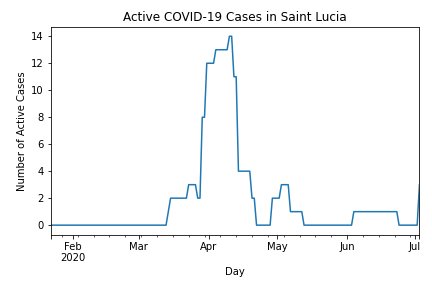 Active COVID-19 Cases in Saint Lucia
Number of Active Cases
14
12
10
8
6
4
2
0
Feb Mar Apr May Jun Jul
2020
Day